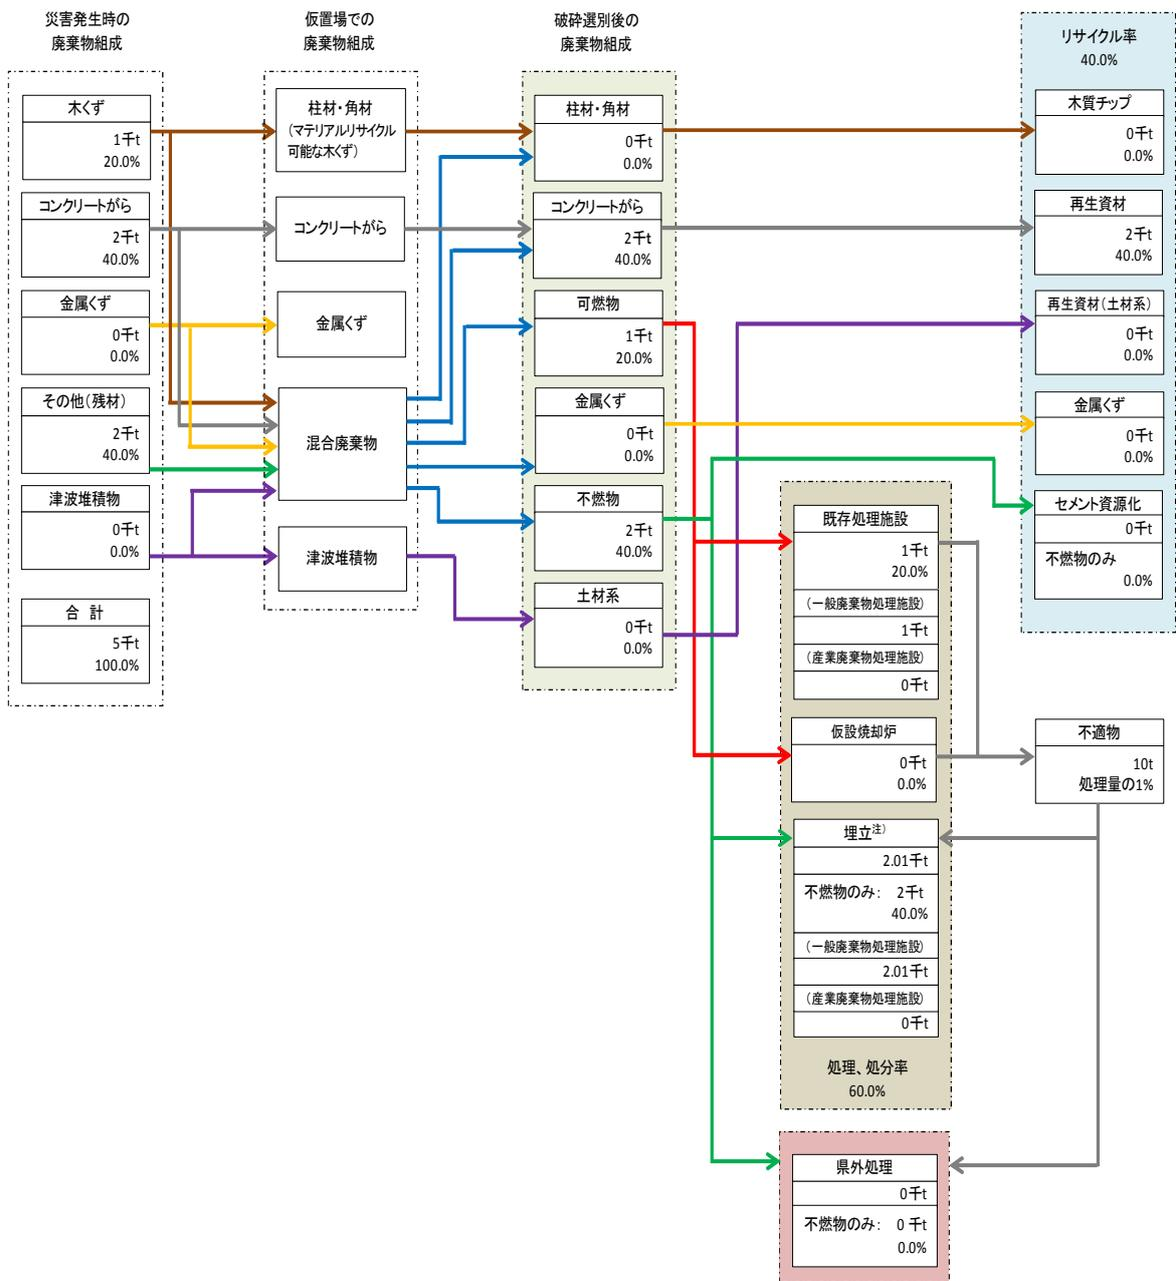 災害発生時の
廃棄物組成
木くず
1千t
20.0%
コンクリートがら
2千t
40.0%
金属くず
0千t
0.0%
その他(残材)
2千t
40.0%
津波堆積物
0千t
0.0%
合 計
5千t
100.0%
仮置場での
廃棄物組成
柱材・角材
(マテリアルリサイクル
可能な木くず)
コンクリートがら
金属くず
混合廃棄物
津波堆積物
破砕選別後の
廃棄物組成
柱材・角材
0千t
0.0%
コンクリートがら
2千t
40.0%
可燃物
1千t
20.0%
金属くず
0千t
0.0%
不燃物
2千t
40.0%
土材系
0千t
0.0%
既存処理施設
1千t
20.0%
(一般廃棄物処理施設)
1千t
(産業廃棄物処理施設)
0千t
仮設焼却炉
0千t
0.0%
埋立注)
2.01千t
不燃物のみ: 2千t
40.0%
(一般廃棄物処理施設)
2.01千t
(産業廃棄物処理施設)
0千t
処理、処分率
60.0%
県外処理
0千t
不燃物のみ: 0 千t
0.0%
リサイクル率
40.0%
木質チップ
0千t
0.0%
再生資材
2千t
40.0%
再生資材(土材系)
0千t
0.0%
金属くず
0千t
0.0%
セメント資源化
0千t
不燃物のみ
0.0%
不適物
10t
処理量の1%